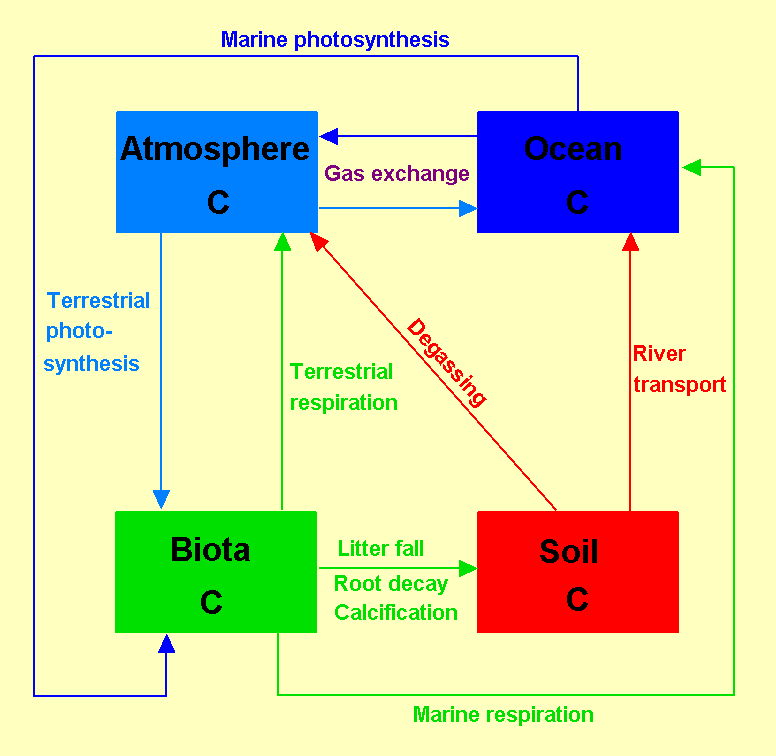 Marine photosynthesis
Atmosphere
C
Ocean
C
Gas exchange
Terrestrial
photo-
synthesis
Terrestrial
respiration
Degassing
River
transport
Biota
C
Litter fall
Root decay
Calcification
Soil
C
Marine respiration